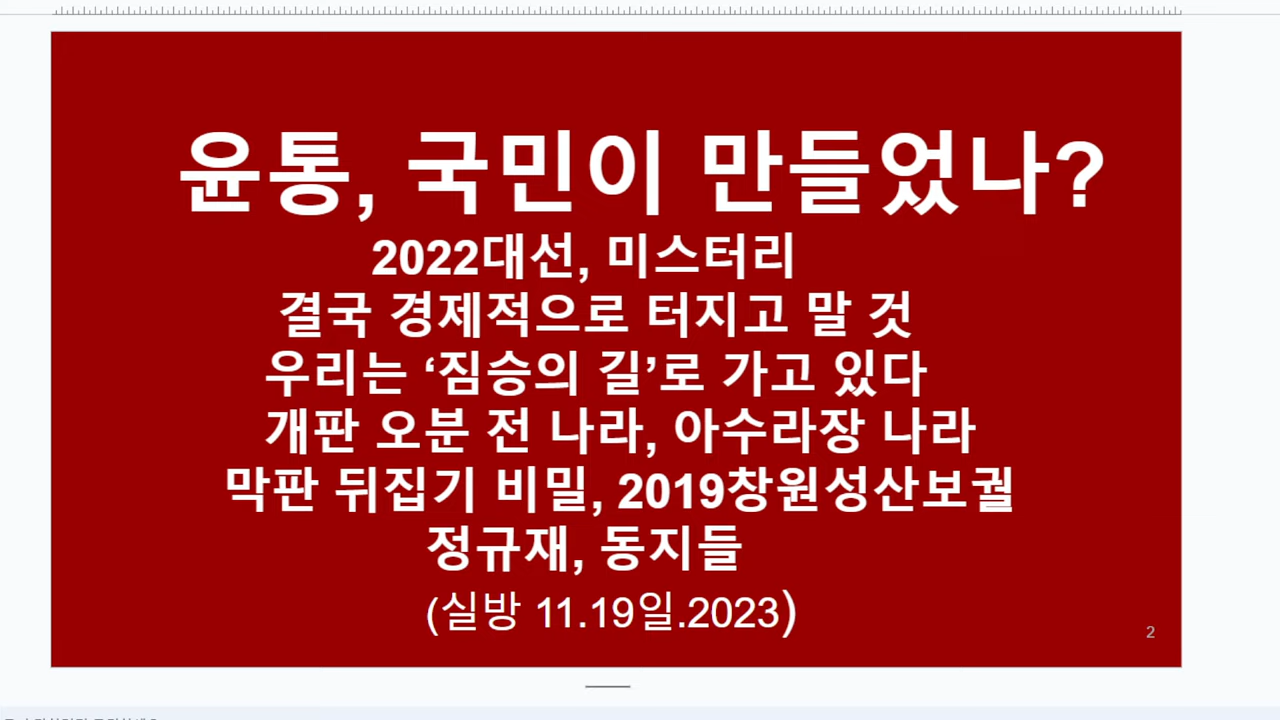 윤통, 국민이 만들었나?
2022대선, 미스터리
결국 경제적으로 터지고 말 것
우리는 ‘짐승의 길’로 가고 있다
개판 오분 전 나라, 아수라장 나라
막판 뒤집기 비밀, 2019창원성산보궐
정규재, 동지들
(실방 11.19일.2023)
2